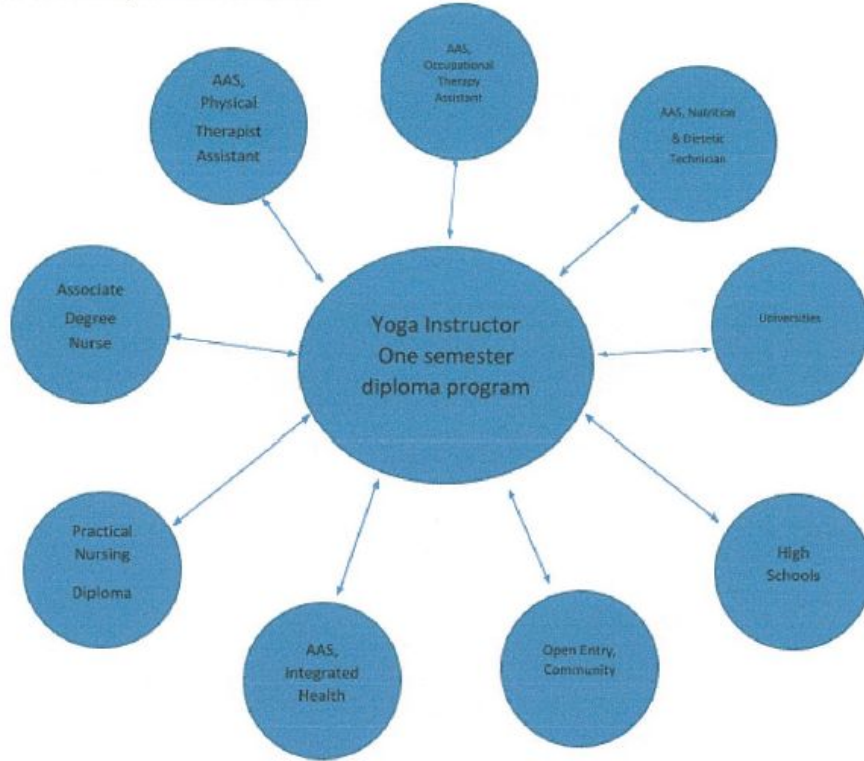 AAS,
Occupational
Therapy
Assistant
AAS,
Physical
Therapist
Assistant
AAS, Nutrition
& Dietetic
Technician
Associate
Degree
Nurse
Yoga Instructor
One semester
diploma program
Universities
Practical
Nursing
Diploma
High
Schools
AAS,
Integrated
Health
Open Entry,
Community